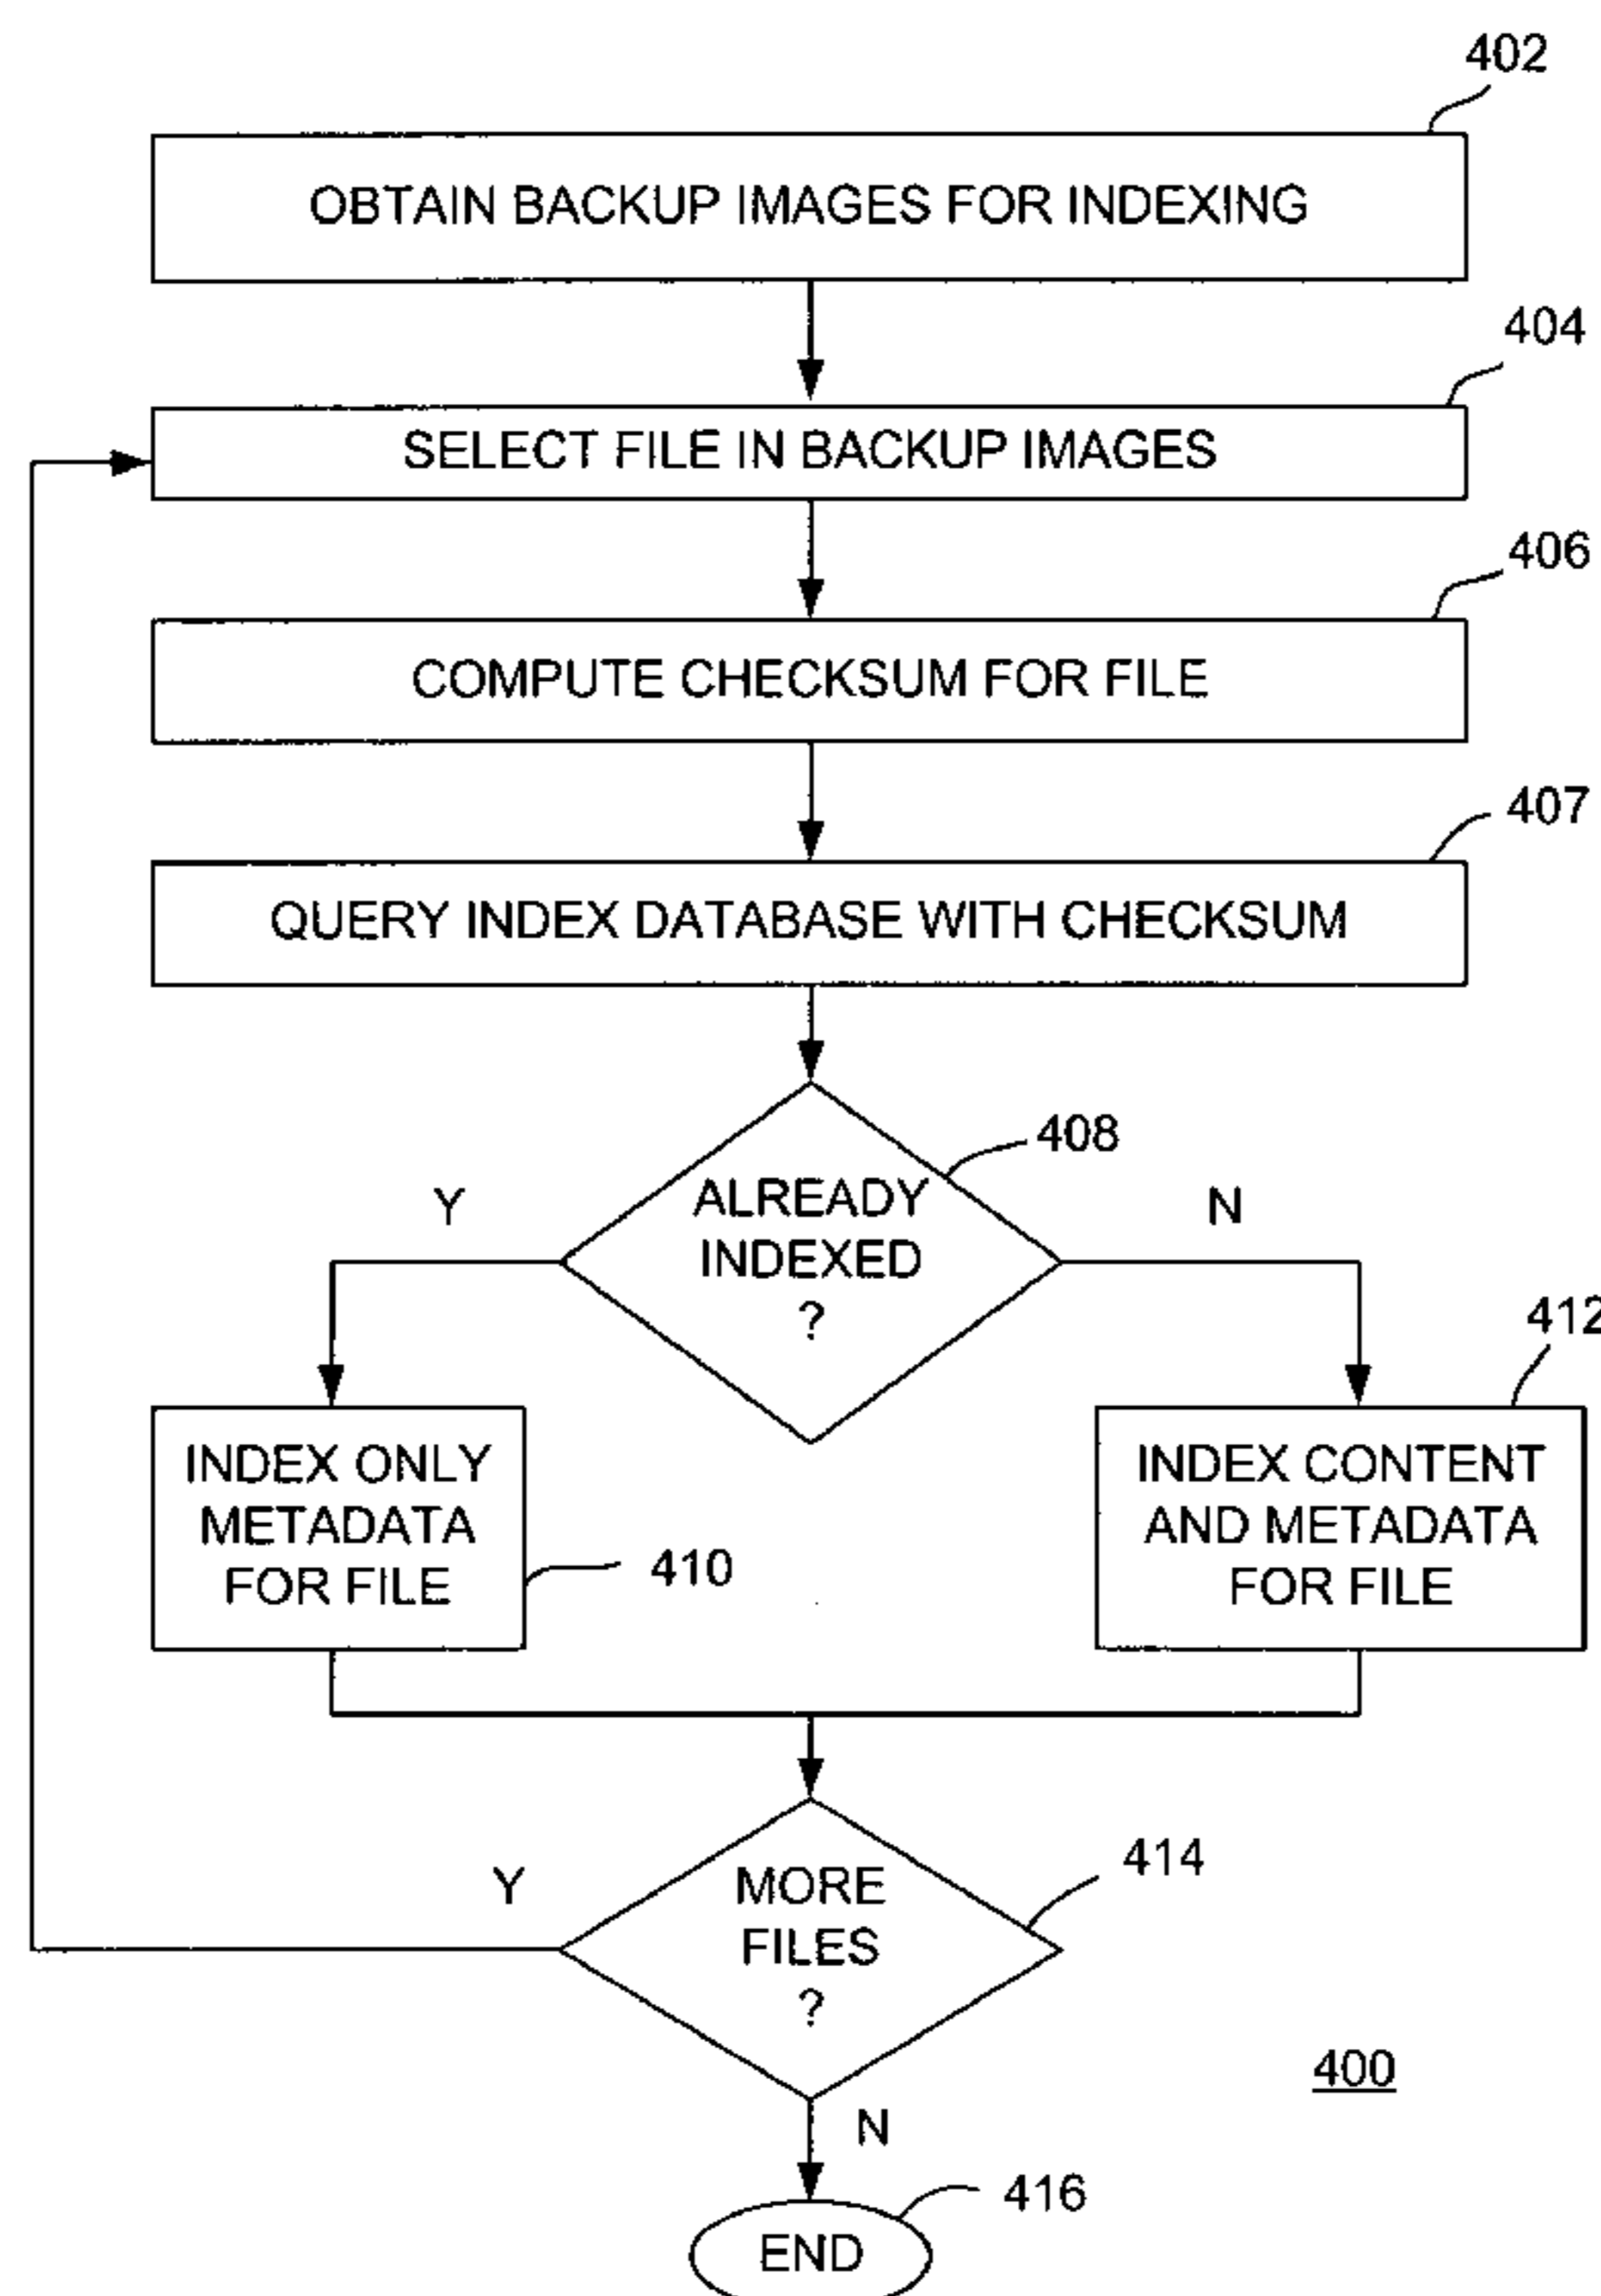 402
OBTAIN BACKUP IMAGES FOR INDEXING
404
SELECT FILE IN BACKUP IMAGES
406
COMPUTE CHECKSUM FOR FILE
407
QUERY INDEX DATABASE WITH CHECKSUM
408
ALREADY
INDEXED
?
Y
N
412
INDEX ONLY
METADATA
FOR FILE
410
INDEX CONTENT
AND METADATA
FOR FILE
414
MORE
FILES
?
Y
400
N
416
END